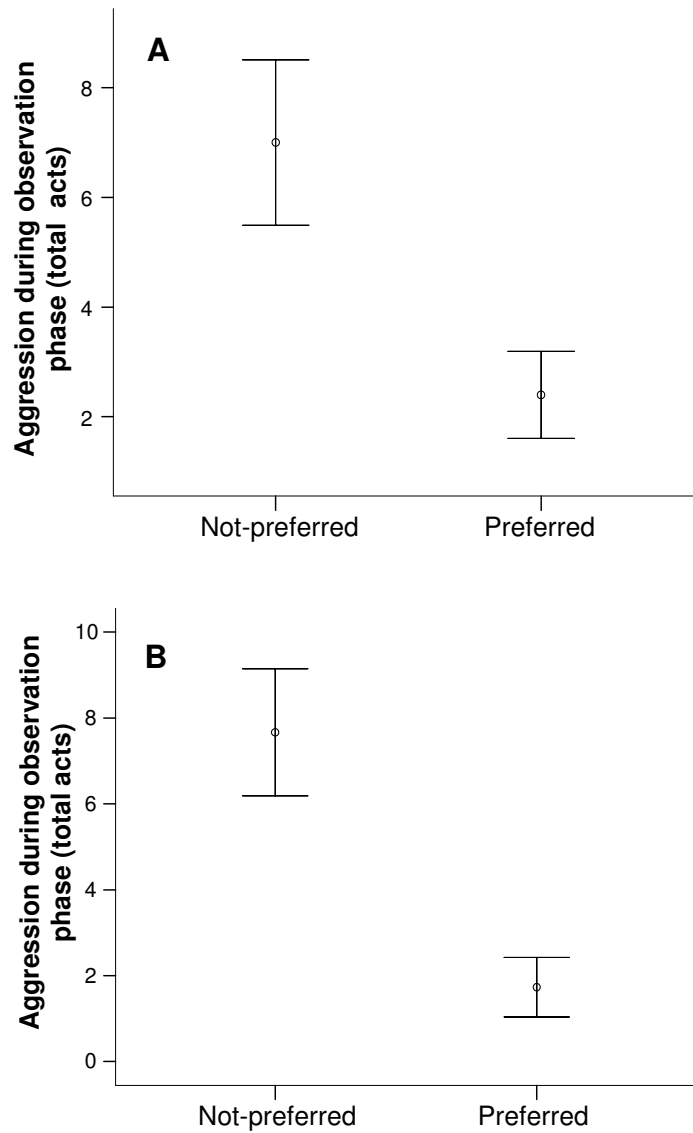 A
Aggression during observation
phase (total acts)
8
6
4
2
Not-preferred Preferred
B
Aggression during observation
phase (total acts)
10
8
6
4
2
0
Not-preferred Preferred